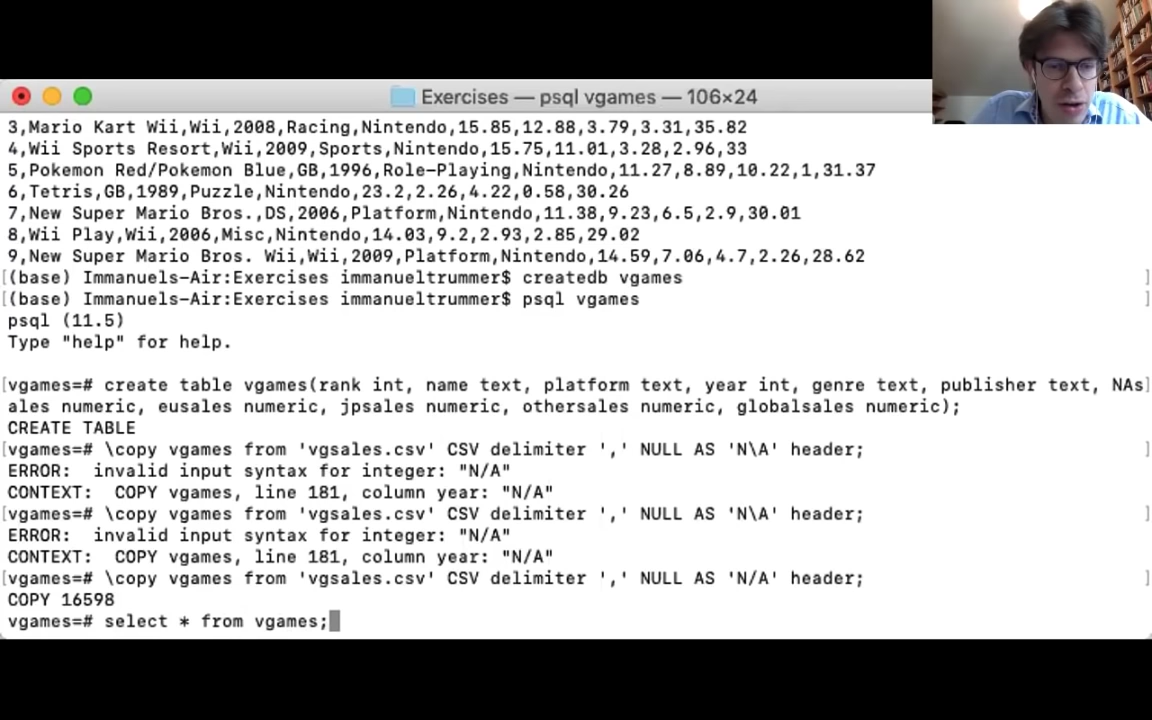 Exercises — psql vgames — 106×24
3,Mario Kart Wii,Wii,2008,Racing,Nintendo,15.85,12.88,3.79,3.31,35.82
4,Wii Sports Resort,Wii,2009,Sports,Nintendo,15.75,11.01,3.28,2.96,33
5,Pokemon Red/Pokemon Blue,GB,1996,Role-Playing,Nintendo,11.27,8.89,10.22,1,31.37
6,Tetris,GB,1989,Puzzle,Nintendo,23.2,2.26,4.22,0.58,30.26
7,New Super Mario Bros.,DS,2006,Platform,Nintendo,11.38,9.23,6.5,2.9,30.01
8,Wii Play,Wii,2006,Misc,Nintendo,14.03,9.2,2.93,2.85,29.02
9,New Super Mario Bros. Wii,Wii,2009,Platform,Nintendo,14.59,7.06,4.7,2.26,28.62
[(base) Immanuels-Air:Exercises immanueltrummer$ createdb vgames ]
[(base) Immanuels-Air:Exercises immanueltrummer$ psql vgames ]
psql (11.5)
Type "help" for help.
[vgames=# create table vgames(rank int, name text, platform text, year int, genre text, publisher text, NAs]
ales numeric, eusales numeric, jpsales numeric, othersales numeric, globalsales numeric);
CREATE TABLE
[vgames=# \copy vgames from 'vgsales.csv' CSV delimiter ',' NULL AS 'N\A' header; ]
ERROR:  invalid input syntax for integer: "N/A"
CONTEXT:  COPY vgames, line 181, column year: "N/A"
[vgames=# \copy vgames from 'vgsales.csv' CSV delimiter ',' NULL AS 'N\A' header; ]
ERROR:  invalid input syntax for integer: "N/A"
CONTEXT:  COPY vgames, line 181, column year: "N/A"
[vgames=# \copy vgames from 'vgsales.csv' CSV delimiter ',' NULL AS 'N/A' header; ]
COPY 16598
vgames=# select * from vgames;